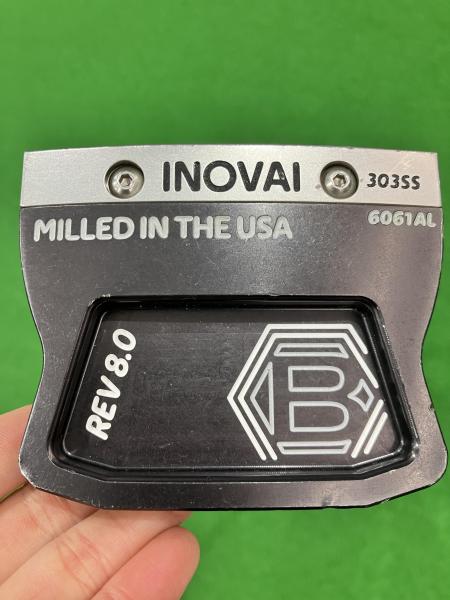 INOVAI
303SS
MILLED IN THE USA
6061AL
REV 8.0
B